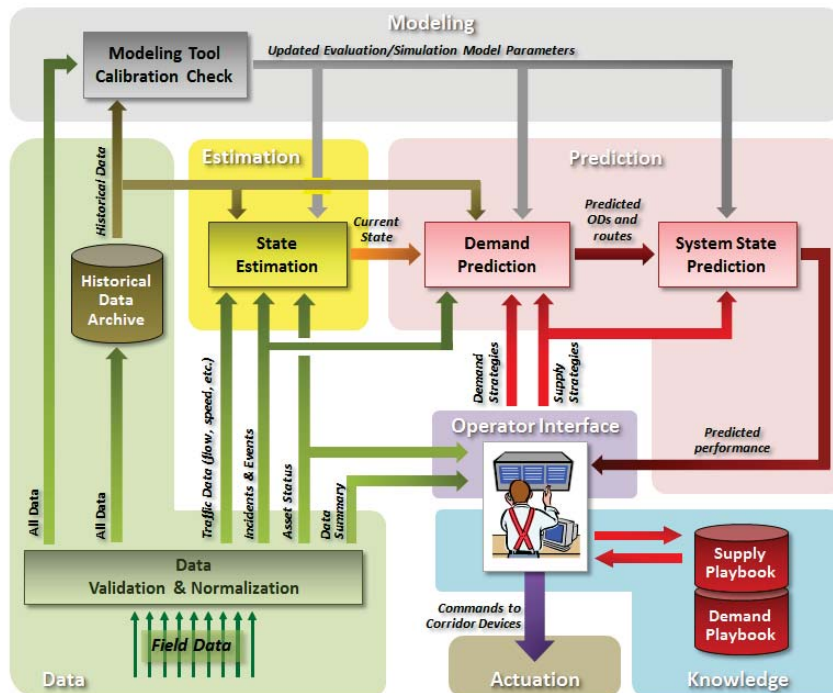 Modeling
Modeling Tool
Calibration Check
Updated Evaluation/Simulation Model Parameters
Estimation
Prediction
Historical Data
Current
State
Predicted
ODs and
routes
State
Estimation
Demand
Prediction
System State
Prediction
Historical
Data
Archive
All Data
All Data
Traffic Data (flow, speed, etc.)
Incidents & Events
Asset Status
Data
Summary
Demand
Strategies
Supply
Strategies
Operator Interface
Predicted
performance
Data
Validation & Normalization
Supply
Playbook
Demand
Playbook
Field Data
Commands to
Corridor Devices
Data
Actuation
Knowledge